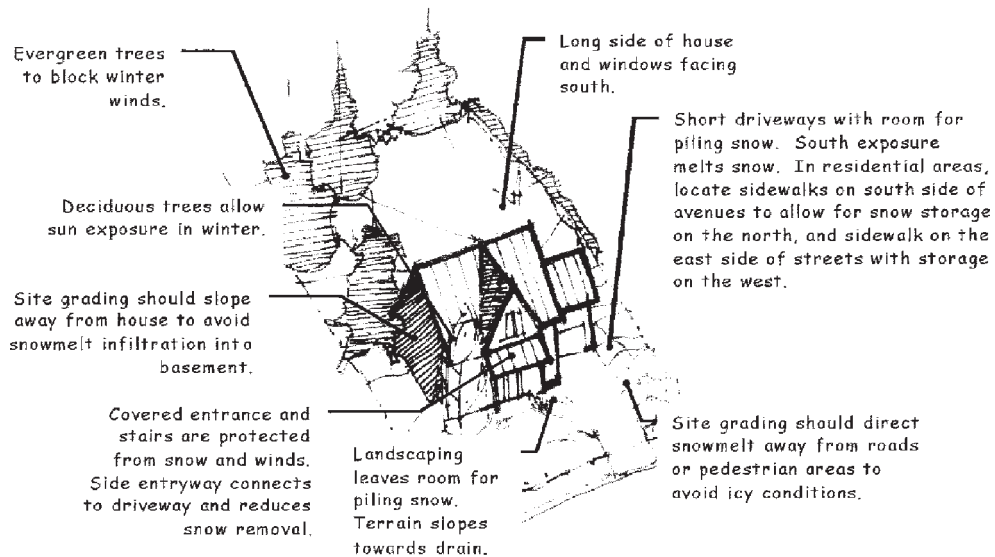 Evergreen trees
to block winter
winds.
Deciduous trees allow
sun exposure in winter.
Site grading should slope
away from house to avoid
snowmelt infiltration into
basement.
Covered entrance and
stairs are protected
from snow and winds.
Side entryway connects
to driveway and reduces
snow removal.
Landscaping
leaves room for
piling snow.
Terrain slopes
towards drain.
Long side of house
and windows facing
south.
Short driveways with room for
piling snow. South exposure
melts snow. In residential areas,
locate sidewalks on south side of
avenues to allow for snow storage
on the north, and sidewalk on the
east side of streets with storage
on the west.
Site grading should direct
snowmelt away from roads
or pedestrian areas to
avoid icy conditions.